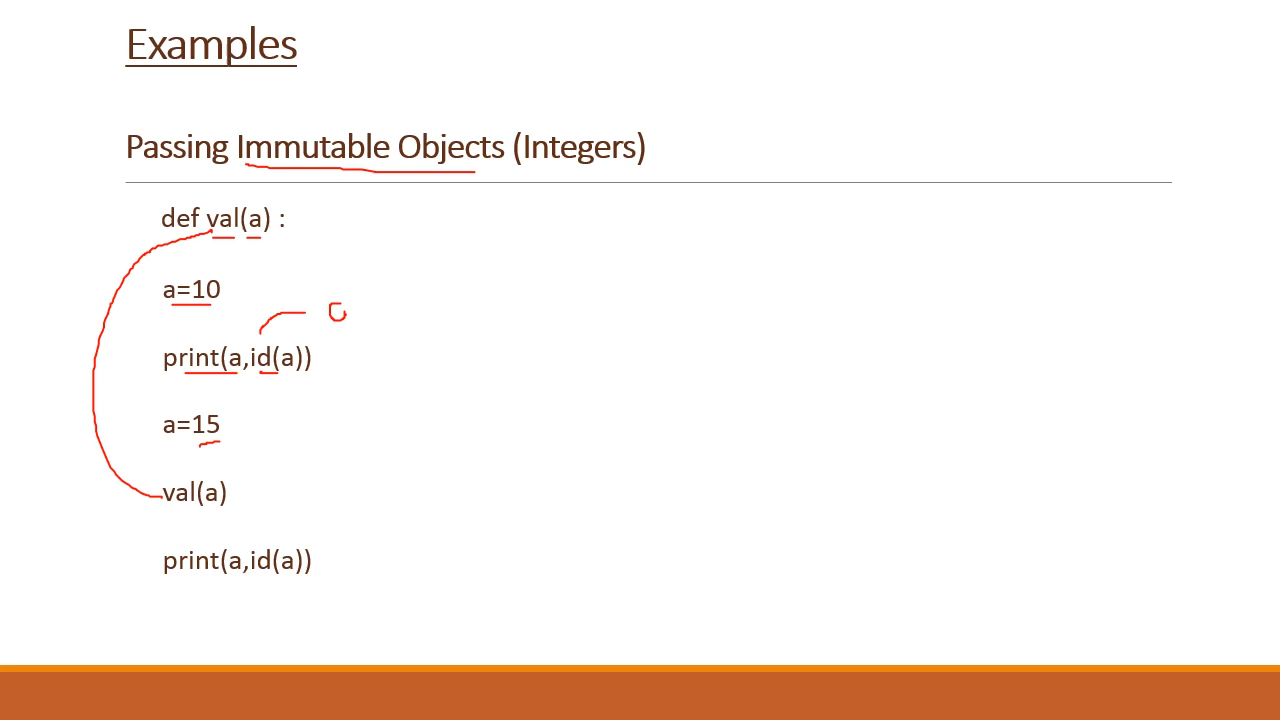 Examples
Passing Immutable Objects (Integers)
def val(a) :
a=10
print(a,id(a))
a=15
val(a)
print(a,id(a))